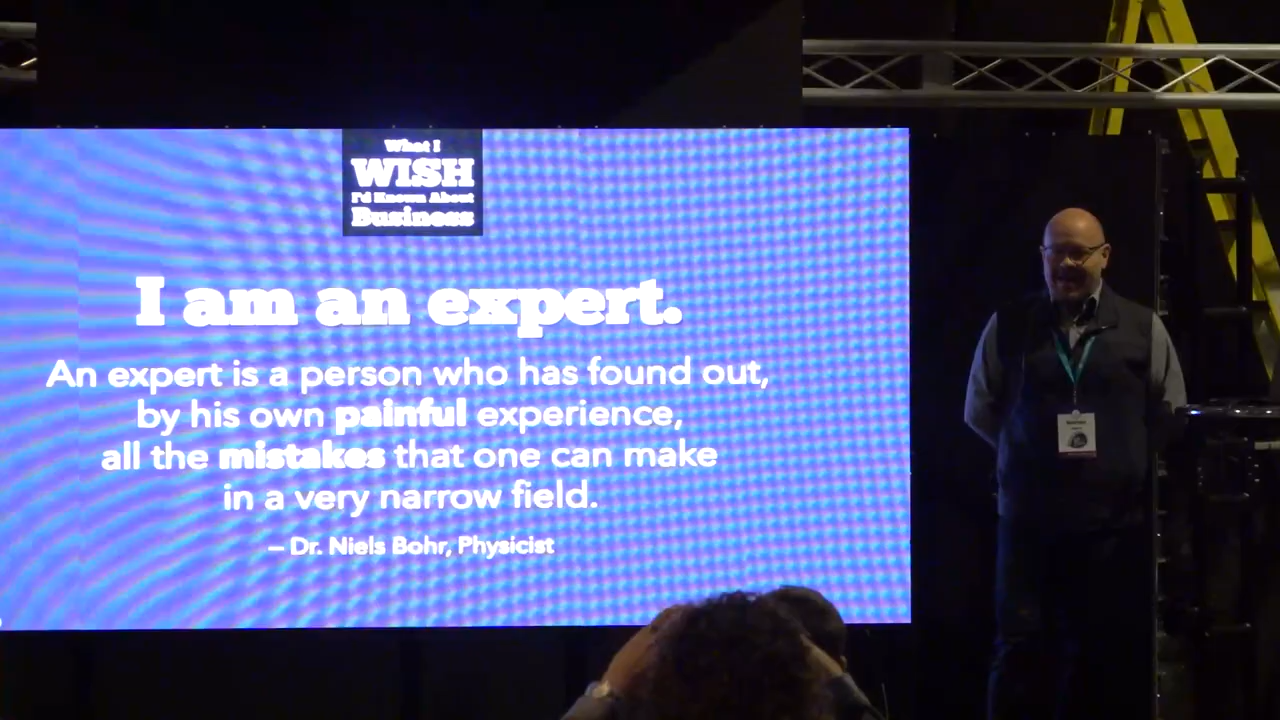 What I
WISH
I'd Known About
Business
I am an expert.
An expert is a person who has found out,
by his own painful experience,
all the mistakes that one can make
in a very narrow field.
– Dr. Niels Bohr, Physicist